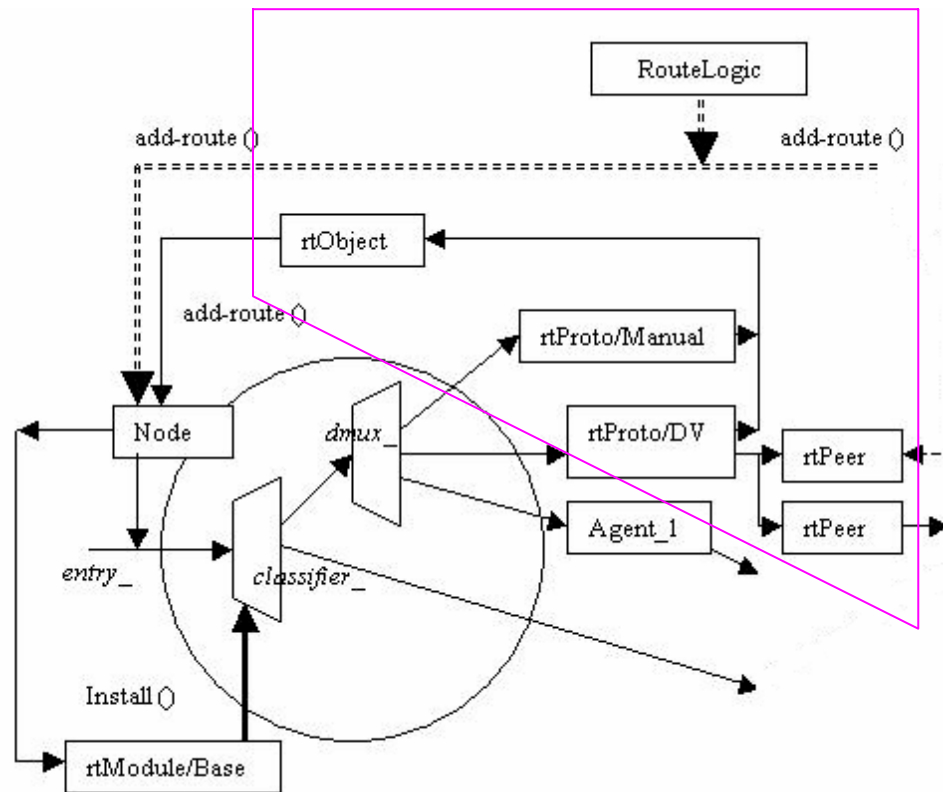 RouteLogic
add-route ()
add-route ()
rtObject
add-route ()
rtProto/Manual
Node
dmux_
rtProto/DV
rtPeer
Agent_1
rtPeer
entry_
classifier_
Install ()
rtModule/Base